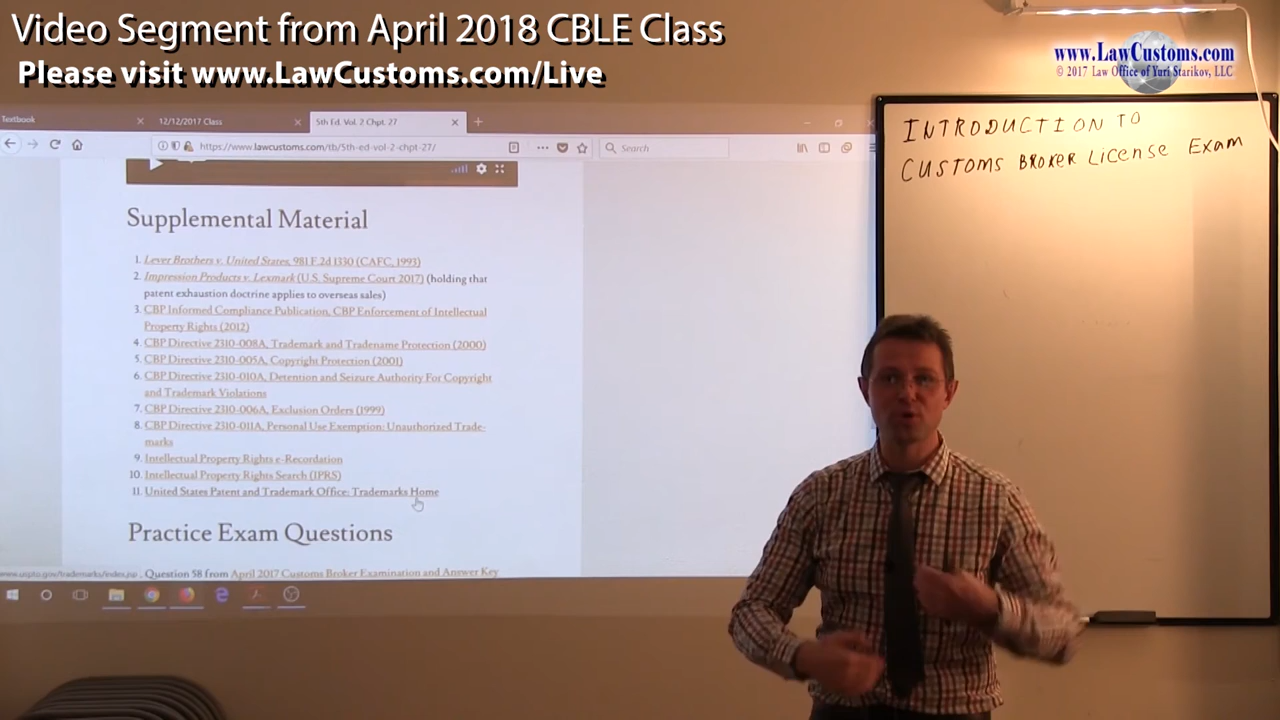 Video Segment from April 2018 CBLE Class
Please visit www.LawCustoms.com/Live
www.LawCustoms.com
© 2017 Law Office of Yuri Starikov, LLC
Textbook
12/12/2017 Class
5th Ed. Vol. 2 Chpt. 27
https://www.lawcustoms.com/tb/5th-ed-vol-2-chpt-27/
Search
INTRODUCTION TO
CUSTOMS BROKER LICENSE EXAM
Supplemental Material
1. Lever Brothers v. United States, 981 F.2d 1330 (CAFC, 1993)
2. Impression Products v. Lexmark (U.S. Supreme Court 2017) (holding that
patent exhaustion doctrine applies to overseas sales)
3. CBP Informed Compliance Publication, CBP Enforcement of Intellectual
Property Rights (2012)
4. CBP Directive 2310-008A, Trademark and Tradename Protection (2000)
5. CBP Directive 2310-005A, Copyright Protection (2001)
6. CBP Directive 2310-010A, Detention and Seizure Authority For Copyright
and Trademark Violations
7. CBP Directive 2310-006A, Exclusion Orders (1999)
8. CBP Directive 2310-011A, Personal Use Exemption: Unauthorized Trade-
marks
9. Intellectual Property Rights e-Recordation
10. Intellectual Property Rights Search (IPRS)
11. United States Patent and Trademark Office: Trademarks Home
Practice Exam Questions
www.uspto.gov/trademarks/index.jsp
, Question 58 from April 2017 Customs Broker Examination and Answer Key